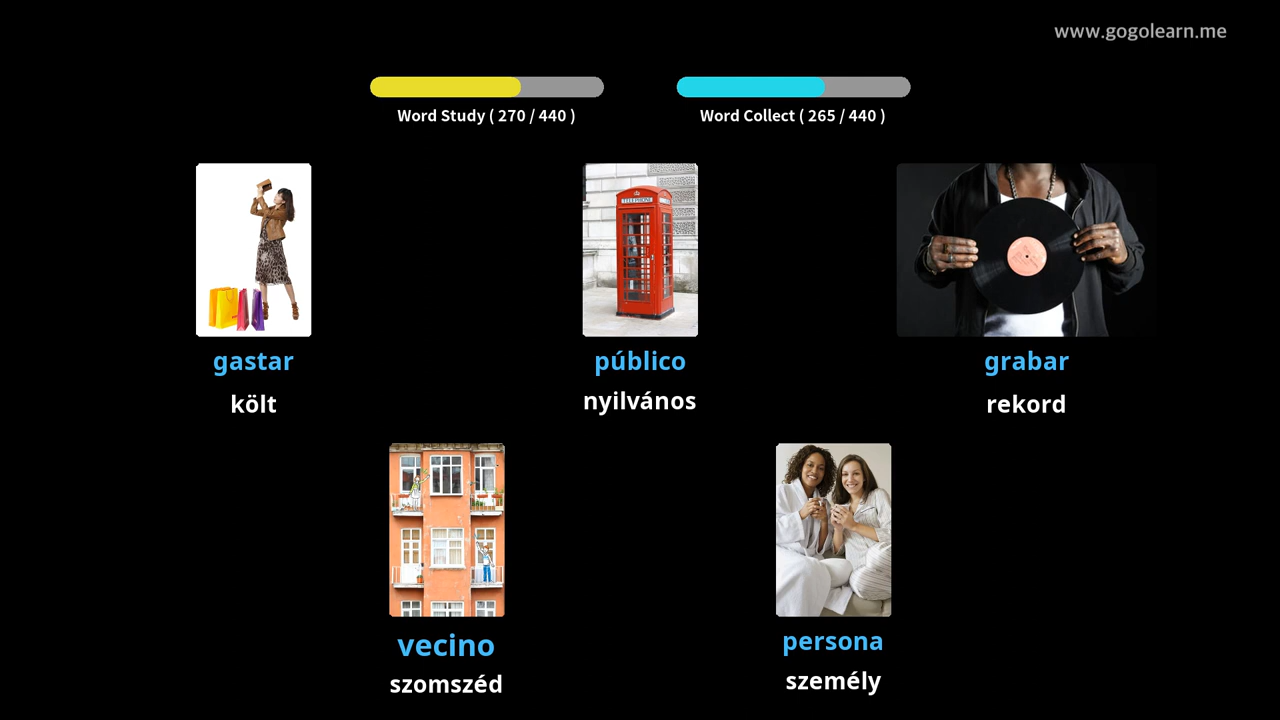 www.gogolearn.me
Word Study ( 270 / 440 )
Word Collect ( 265 / 440 )
TELEPHONE
gastar
költ
público
nyilvános
grabar
rekord
vecino
szomszéd
persona
személy